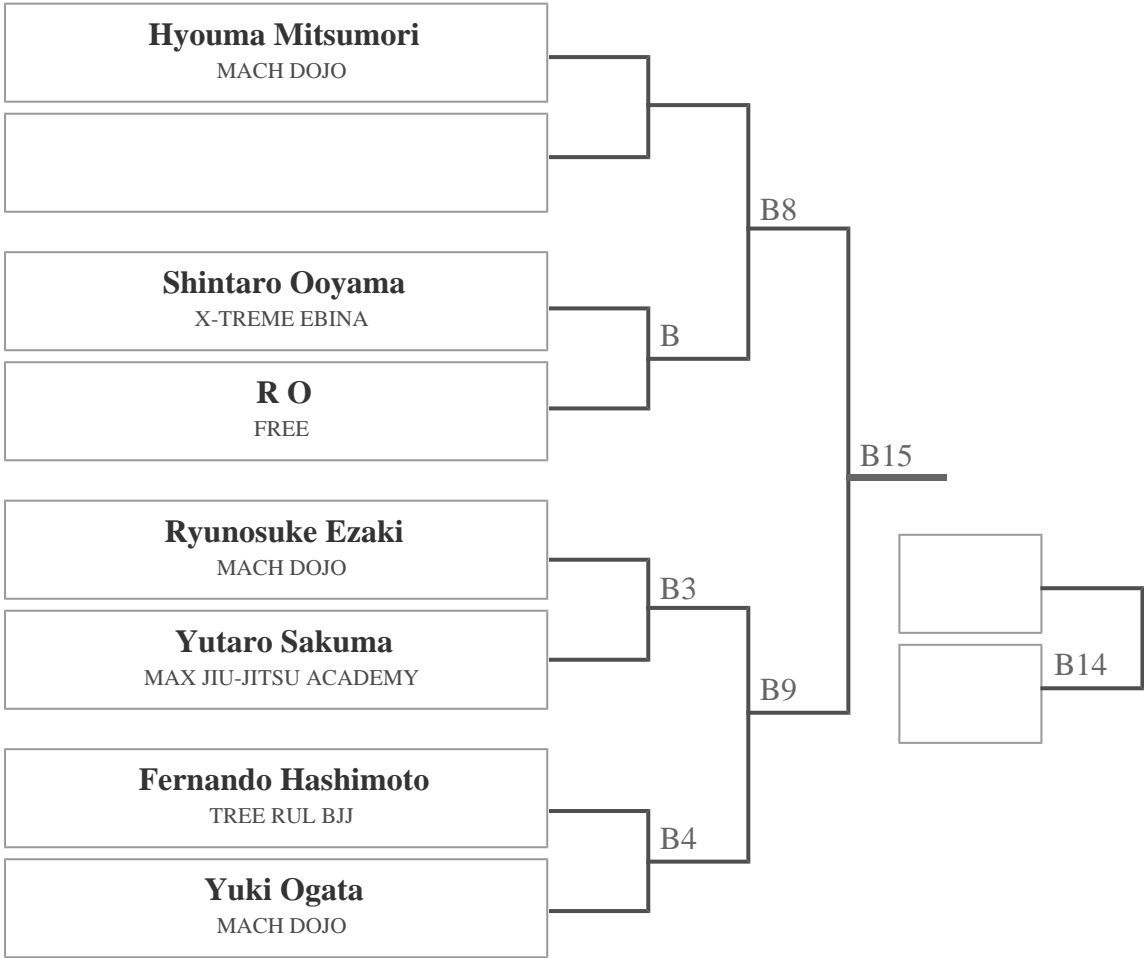 Hyouma Mitsumori
MACH DOJO
B8
Shintaro Ooyama
X-TREME EBINA
B
R O
FREE
B15
Ryunosuke Ezaki
MACH DOJO
B3
Yutaro Sakuma
MAX JIU-JITSU ACADEMY
B14
B9
Fernando Hashimoto
TREE RUL BJJ
B4
Yuki Ogata
MACH DOJO